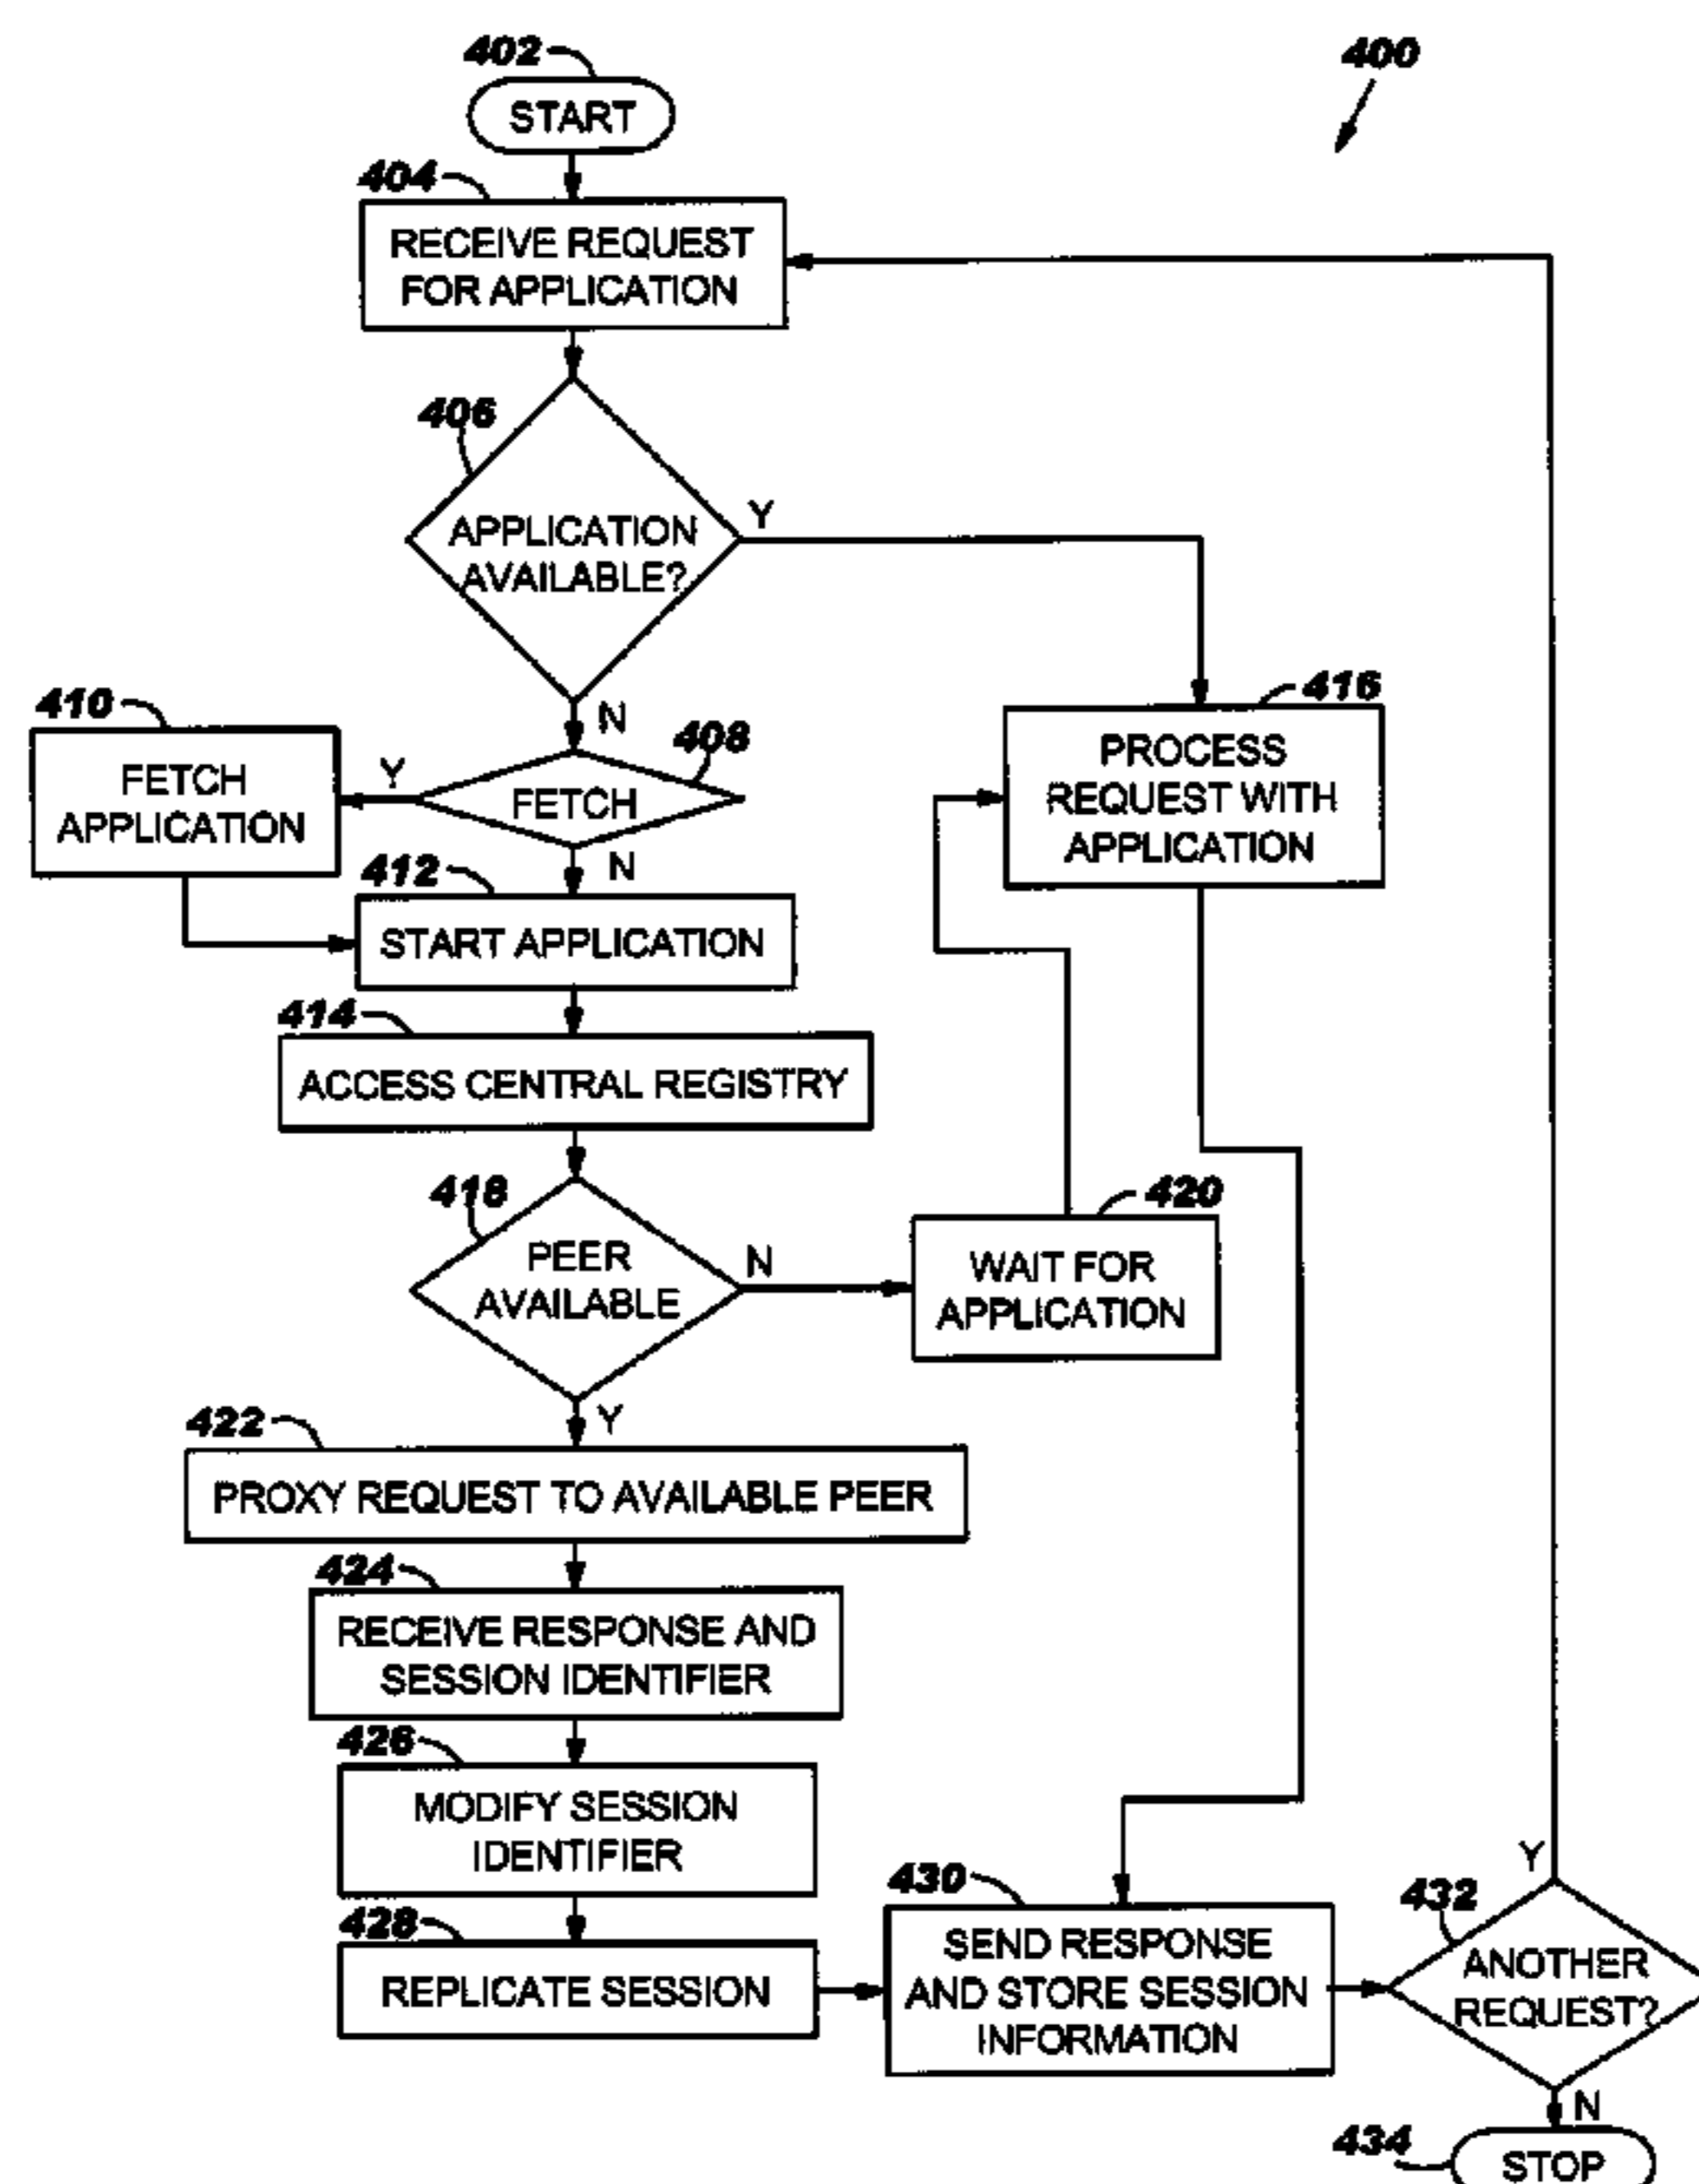 402
400
START
404
RECEIVE REQUEST
FOR APPLICATION
406
APPLICATION
AVAILABLE?
Y
N
410
408
416
FETCH
APPLICATION
Y
FETCH
PROCESS
REQUEST WITH
APPLICATION
N
412
START APPLICATION
414
ACCESS CENTRAL REGISTRY
418
PEER
AVAILABLE
N
420
WAIT FOR
APPLICATION
Y
422
PROXY REQUEST TO AVAILABLE PEER
424
RECEIVE RESPONSE AND
SESSION IDENTIFIER
426
MODIFY SESSION
IDENTIFIER
428
REPLICATE SESSION
430
SEND RESPONSE
AND STORE SESSION
INFORMATION
Y
432
ANOTHER
REQUEST?
N
434
STOP